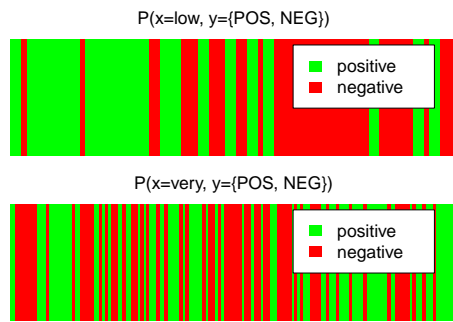 P(x=low, y={POS, NEG})
positive
negative
P(x=very, y={POS, NEG})
positive
negative